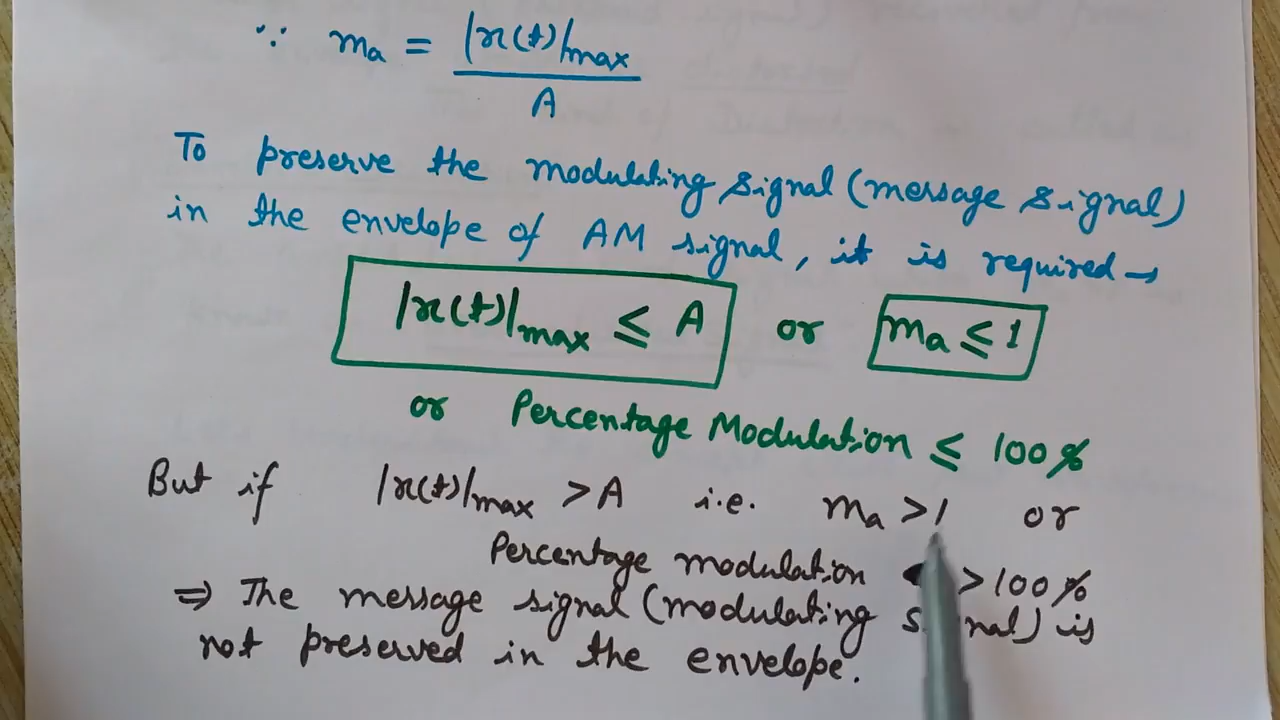 ∵ ma = |x(t)|max / A
To preserve the modulating signal (message signal)
in the envelope of AM signal, it is required →
|x(t)|max ≤ A or ma ≤ 1
or Percentage Modulation ≤ 100%
But if |x(t)|max > A i.e. ma > 1 or
Percentage modulation > 100%
⇒ The message signal (modulating signal) is
not preserved in the envelope.